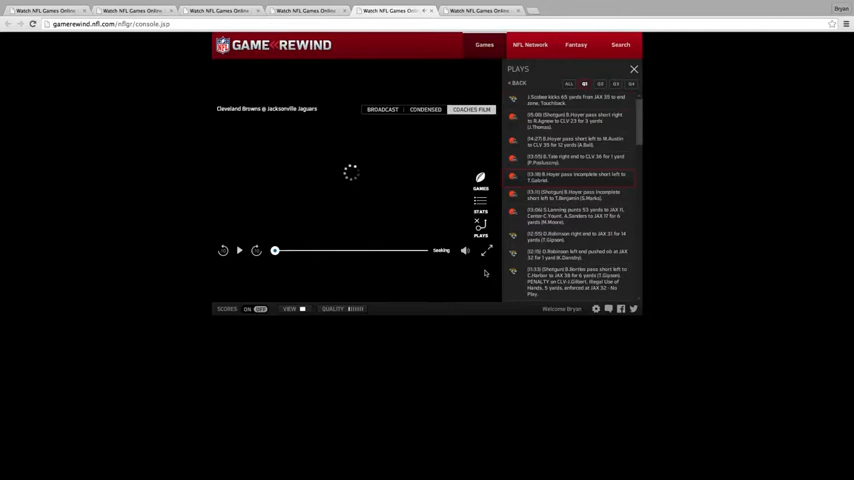 Watch NFL Games Online
Watch NFL Games Online
Watch NFL Games Online
Watch NFL Games Online
Watch NFL Games Onli
Watch NFL Games Online
Bryan
gamerewind.nfl.com/nflgr/console.jsp
NFL
GAME REWIND
Games
NFL Network
Fantasy
Search
PLAYS
< BACK
ALL Q1 Q2 Q3 Q4
Cleveland Browns @ Jacksonville Jaguars
BROADCAST CONDENSED COACHES FILM
J.Scobee kicks 65 yards from JAX 35 to end
zone, Touchback.
(15:00) (Shotgun) B.Hoyer pass short right
to R.Agnew to CLV 23 for 3 yards
(J.Thomas).
(14:27) B.Hoyer pass short left to M.Austin
to CLV 35 for 12 yards (A.Ball).
(13:55) B.Tate right end to CLV 36 for 1 yard
(P.Posluszny).
(13:18) B.Hoyer pass incomplete short left to
T.Gabriel.
(13:11) (Shotgun) B.Hoyer pass incomplete
short left to T.Benjamin (S.Marks).
(13:06) S.Lanning punts 53 yards to JAX 11,
Center-C.Yount. A.Sanders to JAX 17 for 6
yards (M.Moore).
(12:55) D.Robinson right end to JAX 31 for 14
yards (T.Gipson).
(12:15) D.Robinson left end pushed ob at JAX
32 for 1 yard (K.Dansby).
(11:33) (Shotgun) B.Bortles pass short left to
C.Harbor to JAX 38 for 6 yards (T.Gipson)
PENALTY on CLV-J.Gilbert, Illegal Use of
Hands, 5 yards, enforced at JAX 32 - No
Play.
GAMES
STATS
PLAYS
Seeking
SCORES ON OFF
VIEW
QUALITY
Welcome Bryan